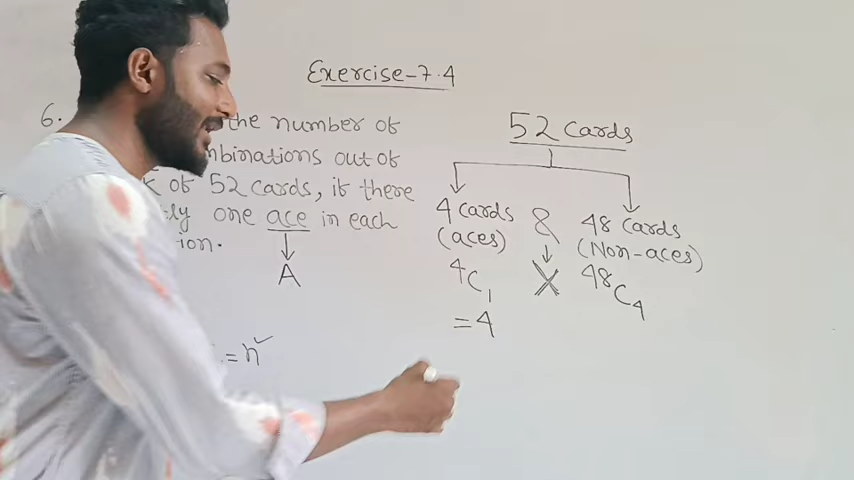 Exercise-7.4
6. the number of
mbinations out of
of 52 cards, if there
ly one ace in each
tion.
A
= n
52 cards
4 cards & 48 cards
(aces) (Non-aces)
4C1 X 48C4
= 4